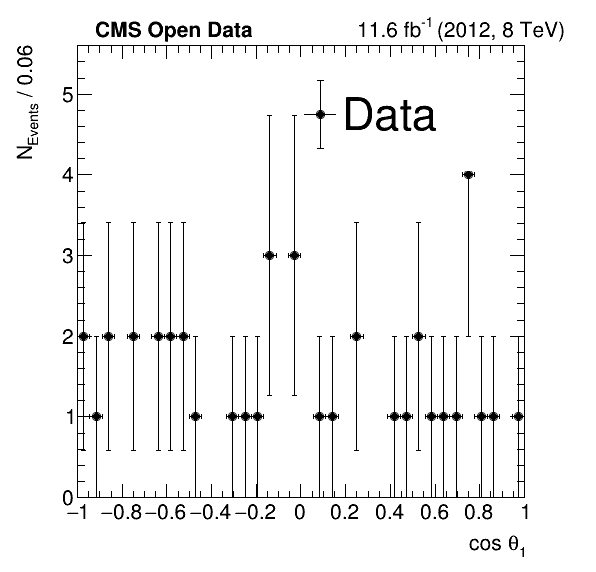 CMS Open Data 11.6 fb⁻¹ (2012, 8 TeV)
N_Events / 0.06
Data
5
4
3
2
1
0
−1 −0.8 −0.6 −0.4 −0.2 0 0.2 0.4 0.6 0.8 1
cos θ₁